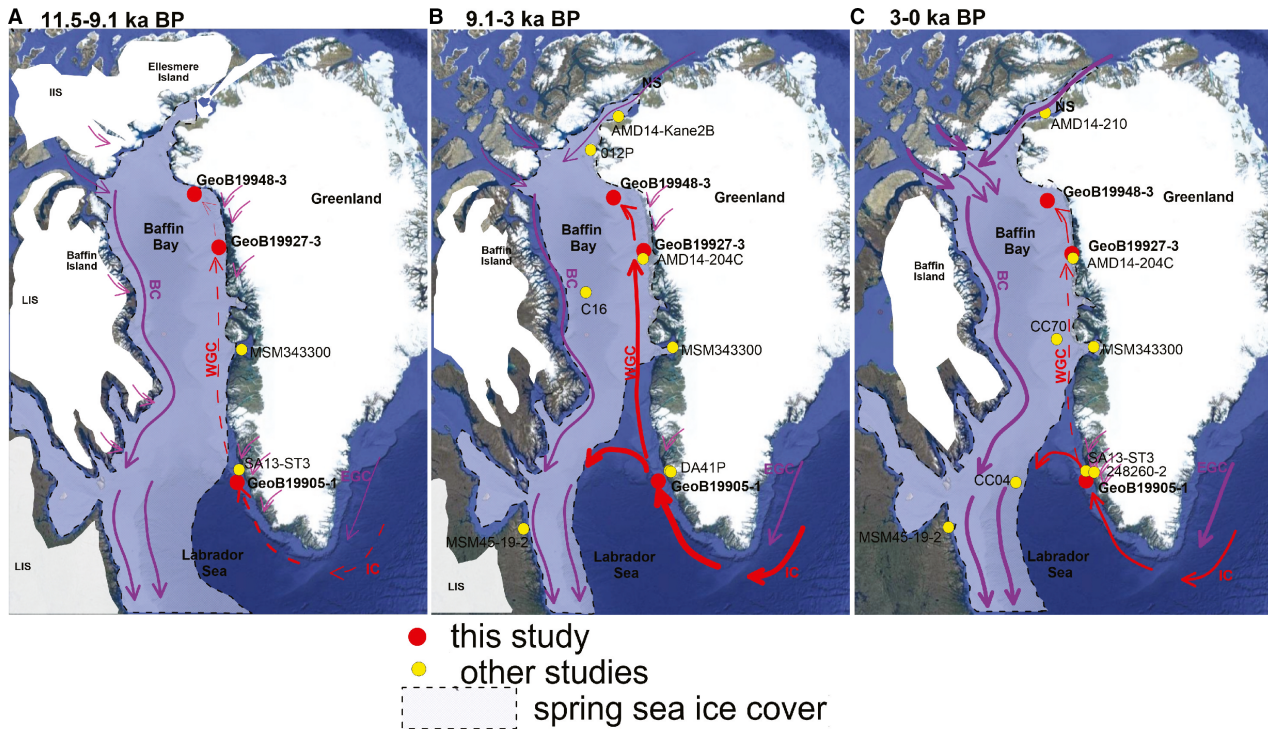 A 11.5-9.1 ka BP
Ellesmere
Island
IIS
GeoB19948-3
Greenland
Baffin
Bay
GeoB19927-3
Baffin
Island
BC
LIS
MSM343300
WGC
SA13-ST3
EGC
GeoB19905-1
Labrador
Sea
LIS
IC
B 9.1-3 ka BP
NS
AMD14-Kane2B
012P
GeoB19948-3
Greenland
Baffin
Bay
GeoB19927-3
Baffin
Island
AMD14-204C
BC
C16
MSM343300
WGC
DA41P
EGC
GeoB19905-1
MSM45-19-2
Labrador
Sea
LIS
IC
C 3-0 ka BP
NS
AMD14-210
GeoB19948-3
Greenland
Baffin
Bay
GeoB19927-3
AMD14-204C
Baffin
Island
BC
CC70
MSM343300
WGC
SA13-ST3
248260-2
EGC
CC04
GeoB19905-1
MSM45-19-2
Labrador
Sea
IC
this study
other studies
spring sea ice cover